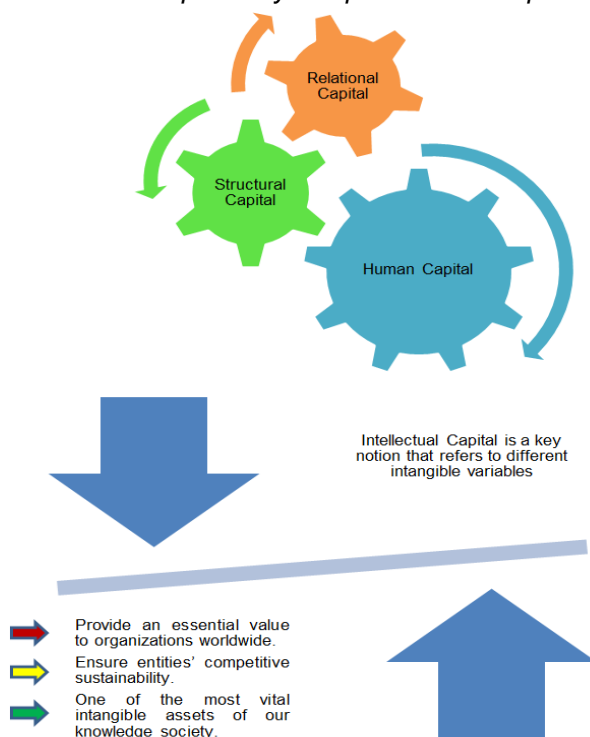 Relational
Capital
Structural
Capital
Human Capital
Intellectual Capital is a key
notion that refers to different
intangible variables
Provide an essential value
to organizations worldwide.
Ensure entities' competitive
sustainability.
One of the most vital
intangible assets of our
knowledge society.